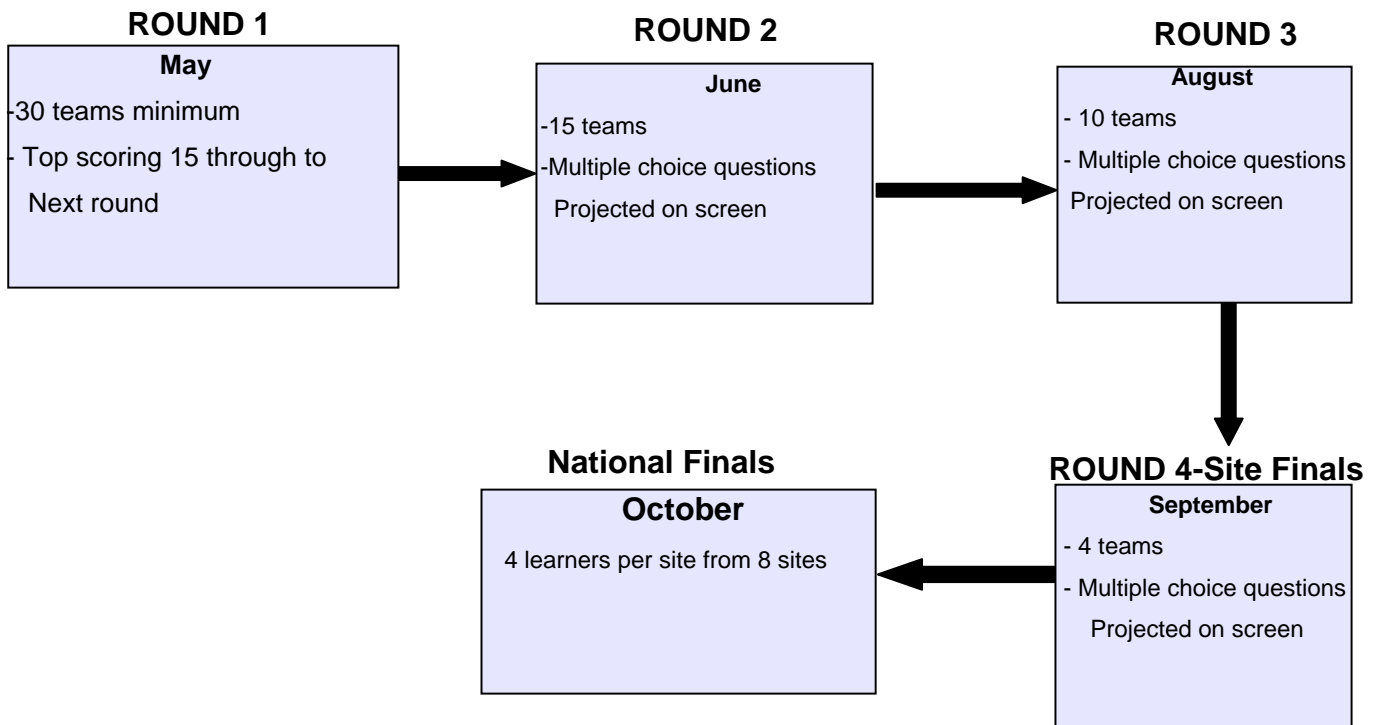 ROUND 1
May
-30 teams minimum
- Top scoring 15 through to
Next round
ROUND 2
June
-15 teams
-Multiple choice questions
Projected on screen
ROUND 3
August
- 10 teams
- Multiple choice questions
Projected on screen
ROUND 4-Site Finals
September
- 4 teams
- Multiple choice questions
Projected on screen
National Finals
October
4 learners per site from 8 sites